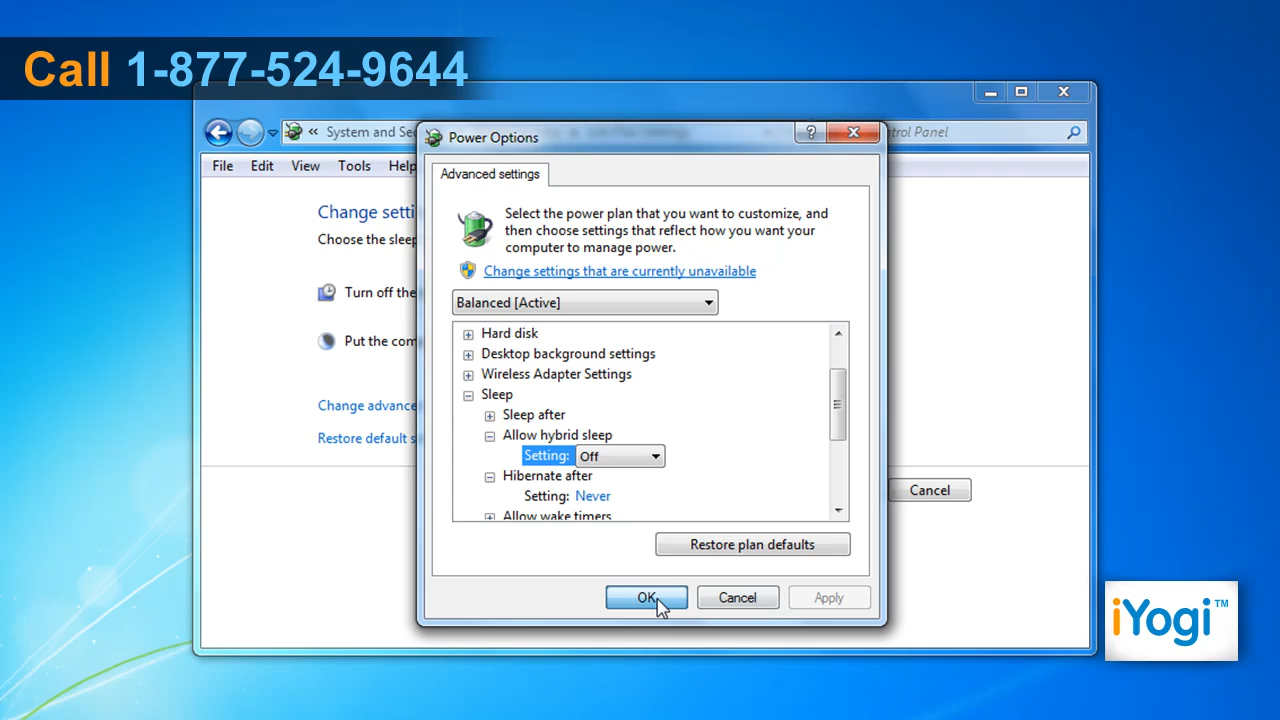 Call 1-877-524-9644
« System and Sec
ntrol Panel
Power Options
?
File Edit View Tools Help
Advanced settings
Change setti
Choose the sleep
Select the power plan that you want to customize, and
then choose settings that reflect how you want your
computer to manage power.
Change settings that are currently unavailable
Turn off the
Balanced [Active]
Hard disk
Put the com
Desktop background settings
Wireless Adapter Settings
Sleep
Change advance
Sleep after
Restore default s
Allow hybrid sleep
Setting: Off
Hibernate after
Setting: Never
Cancel
Allow wake timers
Restore plan defaults
OK Cancel Apply
iYogi™